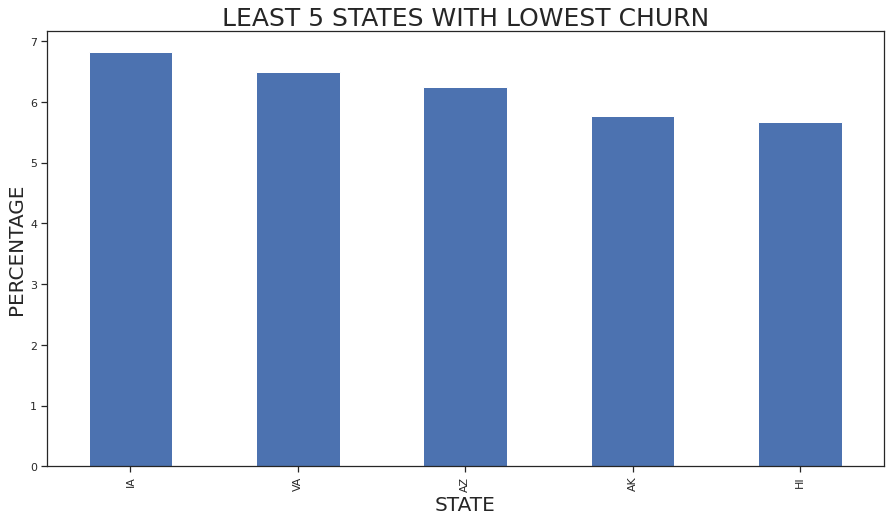 LEAST 5 STATES WITH LOWEST CHURN
PERCENTAGE
7
6
5
4
3
2
1
0
IA
VA
AZ
AK
HI
STATE